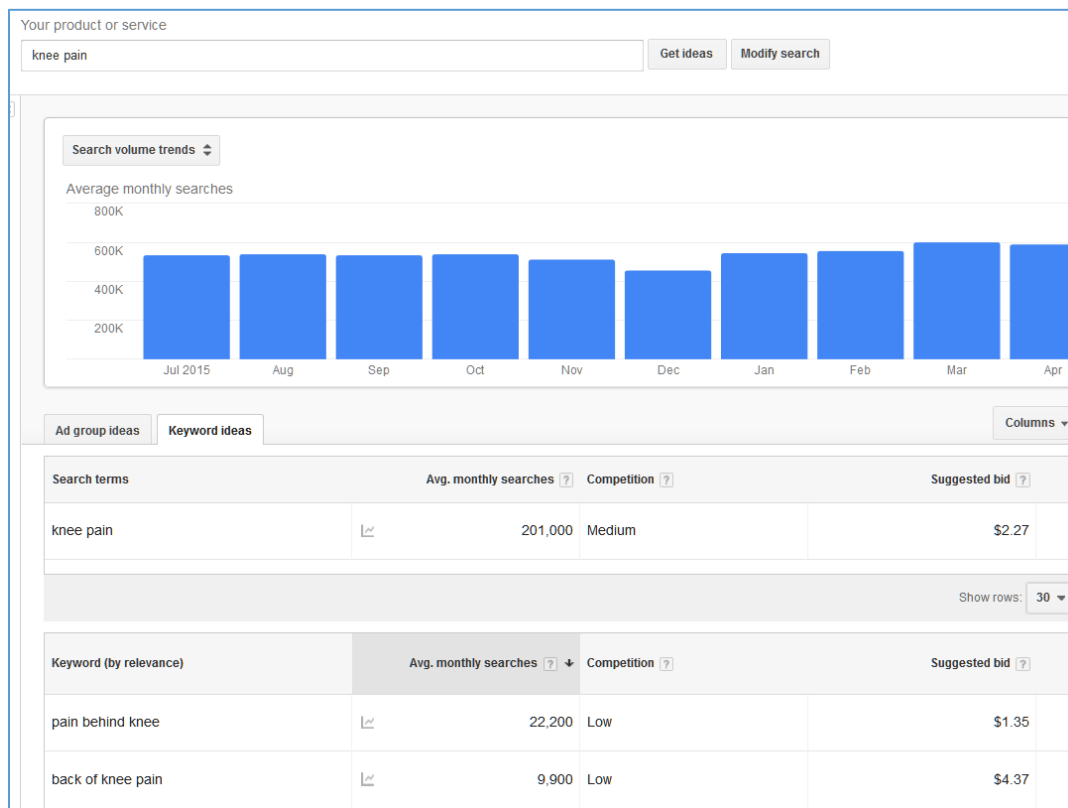 Your product or service
knee pain Get ideas Modify search
Search volume trends
Average monthly searches
800K
600K
400K
200K
Jul 2015 Aug Sep Oct Nov Dec Jan Feb Mar Apr
Ad group ideas Keyword ideas Columns
Search terms Avg. monthly searches ? Competition ? Suggested bid ?
knee pain 201,000 Medium $2.27
Show rows: 30
Keyword (by relevance) Avg. monthly searches ? Competition ? Suggested bid ?
pain behind knee 22,200 Low $1.35
back of knee pain 9,900 Low $4.37